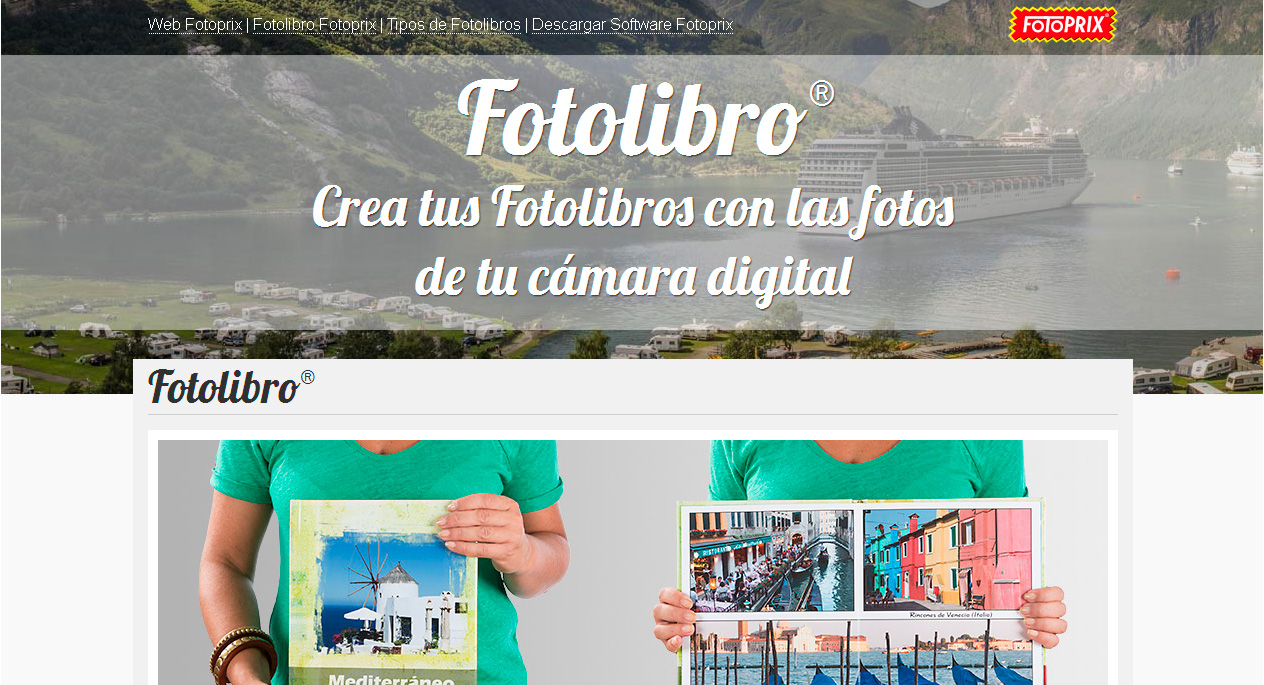 Web Fotoprix | Fotolibro Fotoprix | Tipos de Fotolibros | Descargar Software Fotoprix
FOTOPRIX
Fotolibro®
Crea tus Fotolibros con las fotos
de tu cámara digital
Fotolibro®
RISTORANTE
Rincones de Venecia (Italia)
Mediterráneo